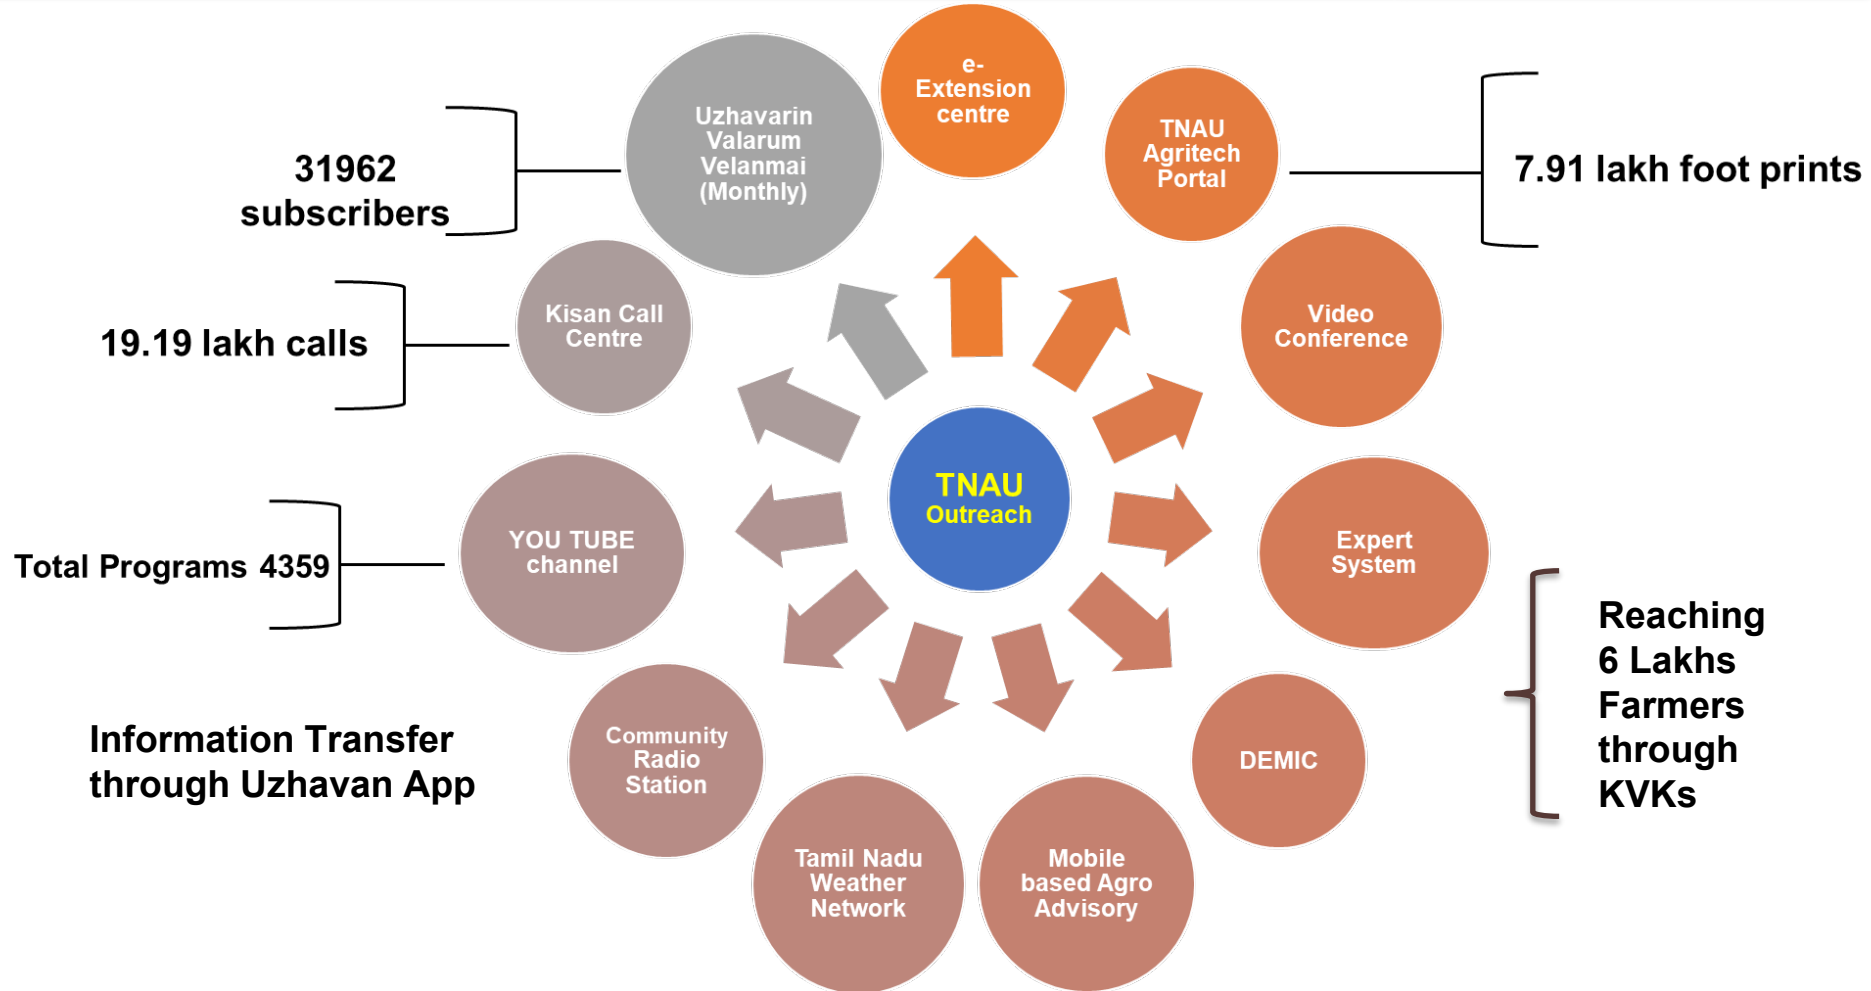 e-
Extension
centre
TNAU
Agritech
Portal
7.91 lakh foot prints
Video
Conference
Expert
System
Reaching
6 Lakhs
Farmers
through
KVKs
DEMIC
Mobile
based Agro
Advisory
Tamil Nadu
Weather
Network
Community
Radio
Station
Information Transfer
through Uzhavan App
YOU TUBE
channel
Total Programs 4359
Kisan Call
Centre
19.19 lakh calls
Uzhavarin
Valarum
Velanmai
(Monthly)
31962
subscribers
TNAU
Outreach